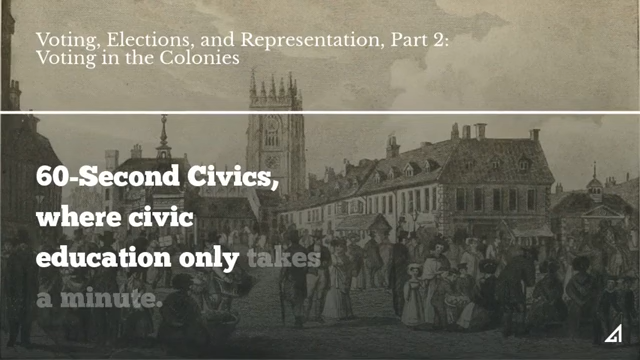 Voting, Elections, and Representation, Part 2:
Voting in the Colonies
60-Second Civics,
where civic
education only takes
a minute.